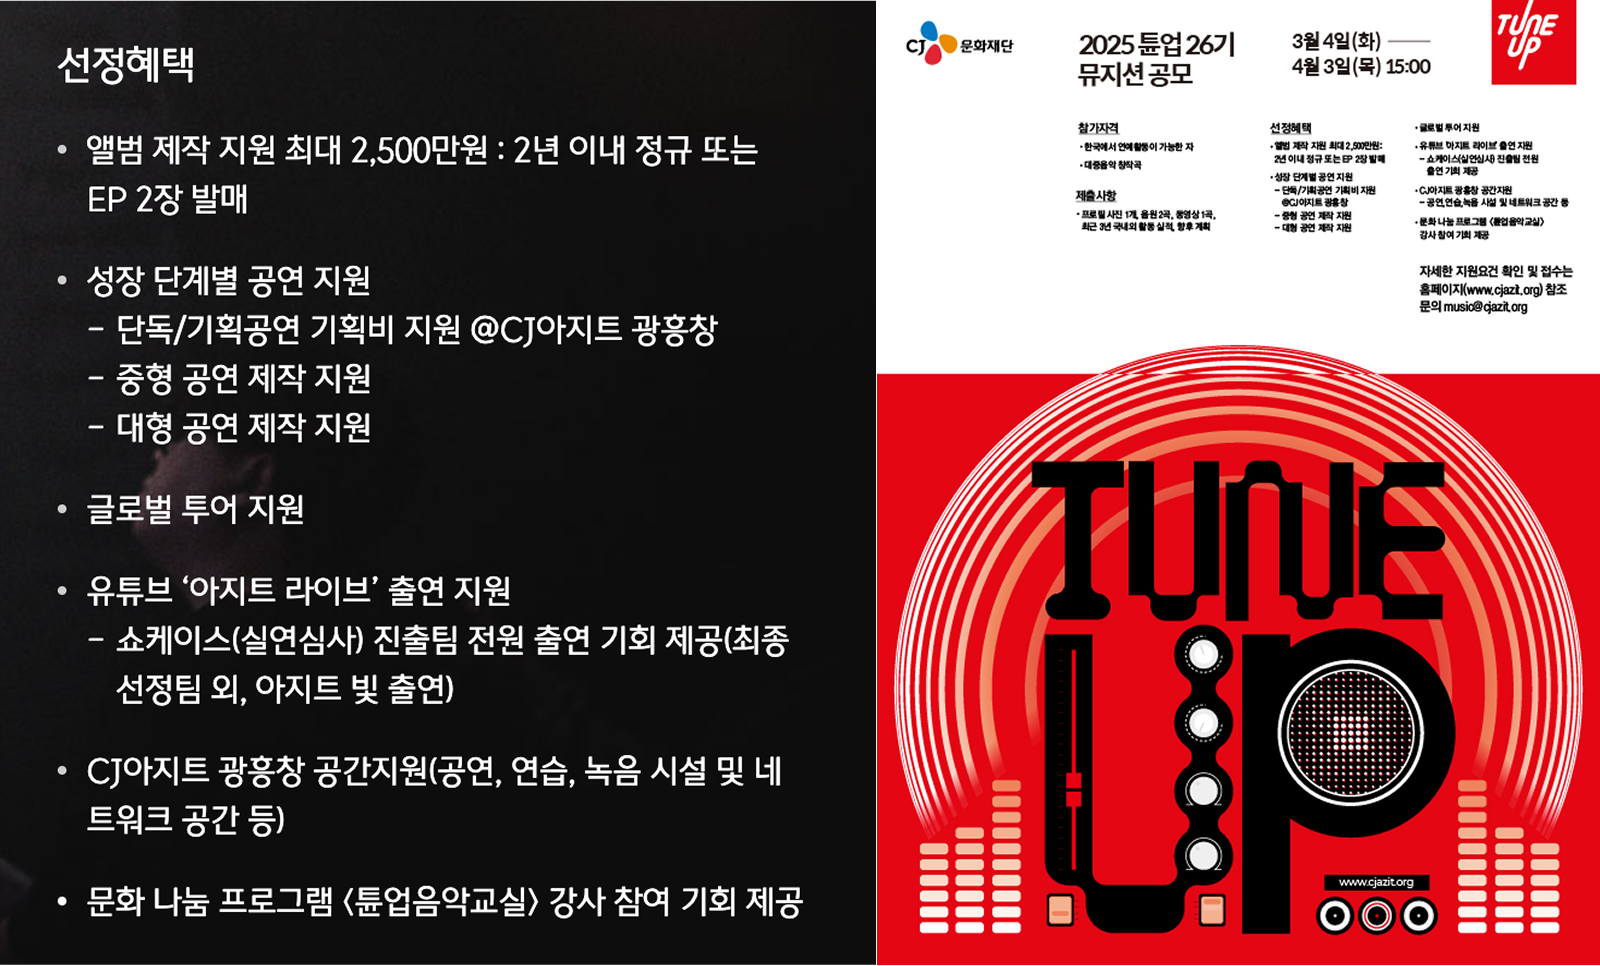 선정혜택
• 앨범 제작 지원 최대 2,500만원 : 2년 이내 정규 또는
EP 2장 발매
• 성장 단계별 공연 지원
– 단독/기획공연 기획비 지원 @CJ아지트 광흥창
– 중형 공연 제작 지원
– 대형 공연 제작 지원
• 글로벌 투어 지원
• 유튜브 ‘아지트 라이브’ 출연 지원
– 쇼케이스(실연심사) 진출팀 전원 출연 기회 제공(최종
선정팀 외, 아지트 빛 출연)
• CJ아지트 광흥창 공간지원(공연, 연습, 녹음 시설 및 네
트워크 공간 등)
• 문화 나눔 프로그램 <튠업음악교실> 강사 참여 기회 제공
CJ 문화재단
2025 튠업 26기
뮤지션 공모
3월 4일(화) ——
4월 3일(목) 15:00
TUNE
UP
참가자격
· 한국에서 연예활동이 가능한 자
· 대중음악 창작곡
제출사항
· 프로필 사진 1개, 음원 2곡, 동영상 1곡,
최근 3년 국내외 활동 실적, 향후 계획
선정혜택
· 앨범 제작 지원 최대 2,500만원:
2년 이내 정규 또는 EP 2장 발매
· 성장 단계별 공연 지원
– 단독/기획공연 기획비 지원
@CJ아지트 광흥창
– 중형 공연 제작 지원
– 대형 공연 제작 지원
· 글로벌 투어 지원
· 유튜브 '아지트 라이브' 출연 지원
– 쇼케이스(실연심사) 진출팀 전원
출연 기회 제공
· CJ아지트 광흥창 공간지원
– 공연,연습,녹음 시설 및 네트워크 공간 등
· 문화 나눔 프로그램 <튠업음악교실>
강사 참여 기회 제공
자세한 지원요건 확인 및 접수는
홈페이지(www.cjazit.org) 참조
문의 music@cjazit.org
TUNE
UP
www.cjazit.org